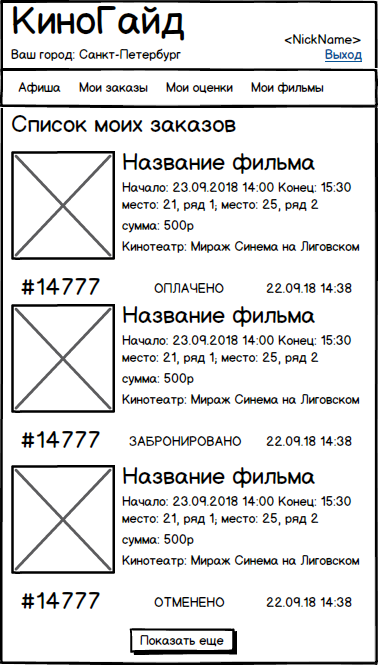 КиноГайд
<NickName>
Ваш город: Санкт-Петербург
Выход
Афиша Мои заказы Мои оценки Мои фильмы
Список моих заказов
Название фильма
Начало: 23.09.2018 14:00 Конец: 15:30
место: 21, ряд 1; место: 25, ряд 2
сумма: 500р
Кинотеатр: Мираж Синема на Лиговском
#14777 ОПЛАЧЕНО 22.09.18 14:38
Название фильма
Начало: 23.09.2018 14:00 Конец: 15:30
место: 21, ряд 1; место: 25, ряд 2
сумма: 500р
Кинотеатр: Мираж Синема на Лиговском
#14777 ЗАБРОНИРОВАНО 22.09.18 14:38
Название фильма
Начало: 23.09.2018 14:00 Конец: 15:30
место: 21, ряд 1; место: 25, ряд 2
сумма: 500р
Кинотеатр: Мираж Синема на Лиговском
#14777 ОТМЕНЕНО 22.09.18 14:38
Показать еще